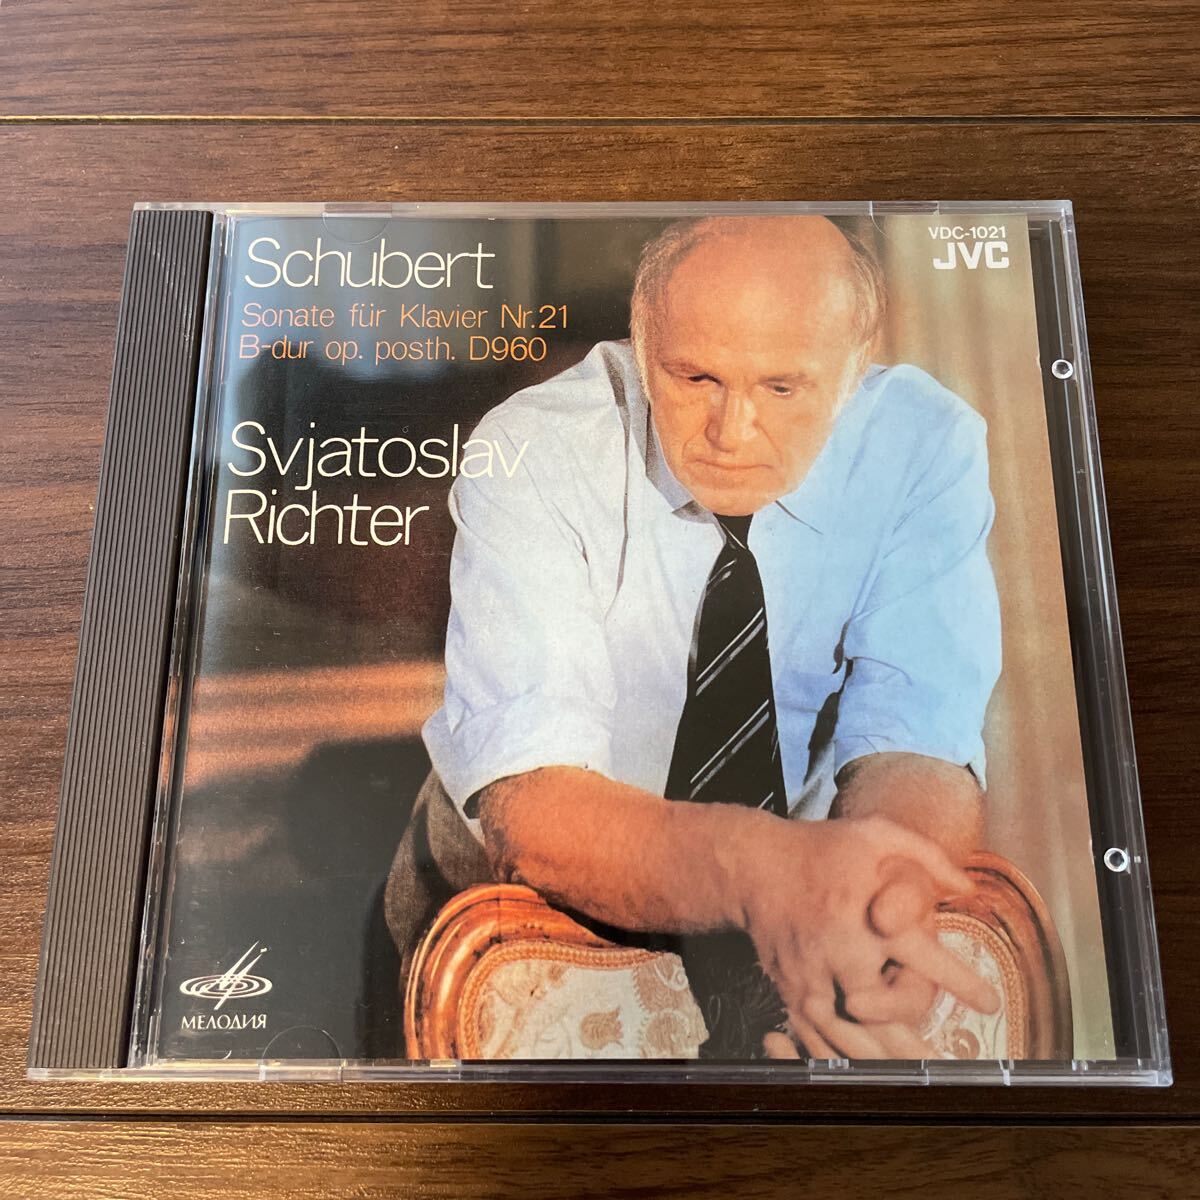 Schubert
Sonate für Klavier Nr.21
B-dur op. posth. D960
Svjatoslav
Richter
VDC-1021
JVC
МЕЛОДИЯ